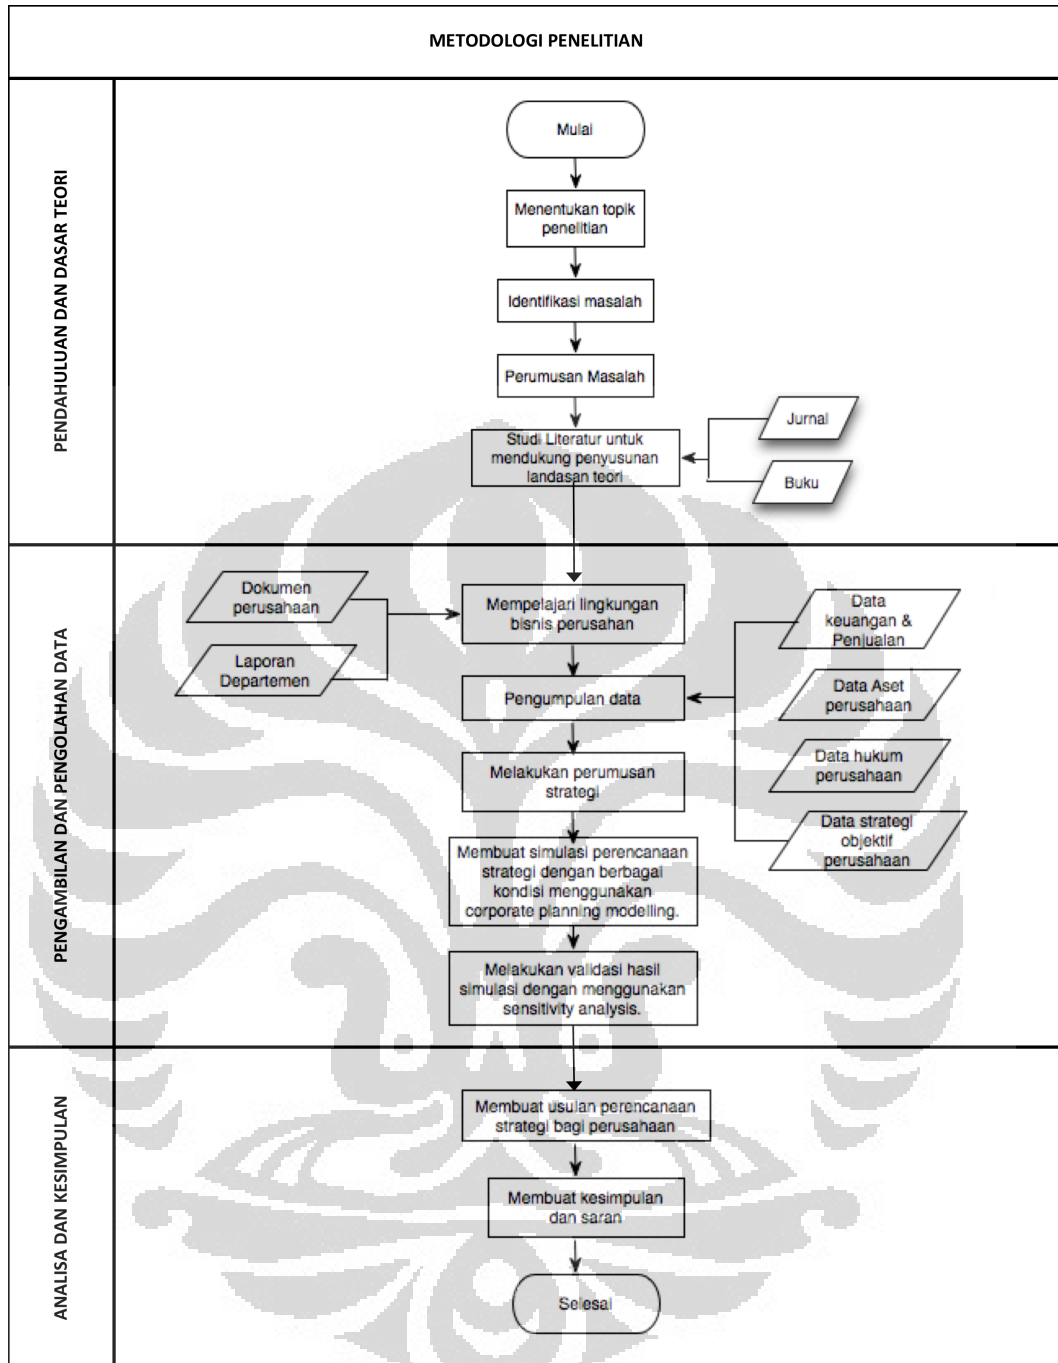 METODOLOGI PENELITIAN
PENDAHULUAN DAN DASAR TEORI
Mulai
Menentukan topik
penelitian
Identifikasi masalah
Perumusan Masalah
Studi Literatur untuk
mendukung penyusunan
landasan teori
Jurnal
Buku
PENGAMBILAN DAN PENGOLAHAN DATA
Dokumen
perusahaan
Laporan
Departemen
Mempelajari lingkungan
bisnis perusahan
Data
keuangan &
Penjualan
Pengumpulan data
Data Aset
perusahaan
Data hukum
perusahaan
Data strategi
objektif
perusahaan
Melakukan perumusan
strategi
Membuat simulasi perencanaan
strategi dengan berbagai
kondisi menggunakan
corporate planning modelling.
Melakukan validasi hasil
simulasi dengan menggunakan
sensitivity analysis.
ANALISA DAN KESIMPULAN
Membuat usulan perencanaan
strategi bagi perusahaan
Membuat kesimpulan
dan saran
Selesai